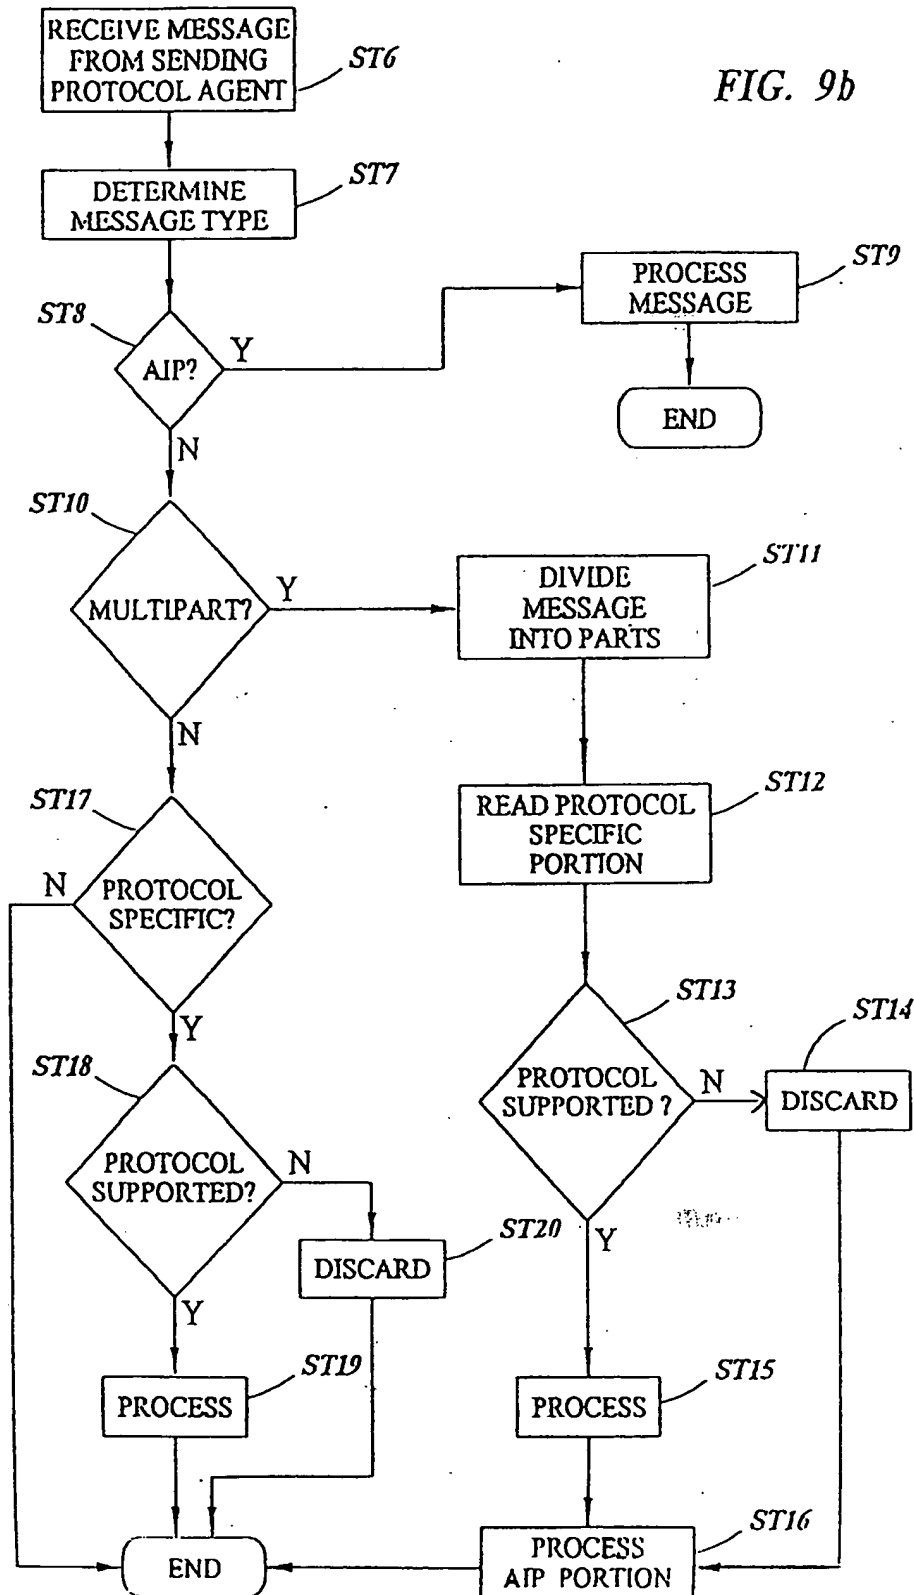 RECEIVE MESSAGE
FROM SENDING
PROTOCOL AGENT
ST6
FIG. 9b
DETERMINE
MESSAGE TYPE
ST7
ST8
AIP?
Y
N
PROCESS
MESSAGE
ST9
END
ST10
MULTIPART?
Y
N
DIVIDE
MESSAGE
INTO PARTS
ST11
READ PROTOCOL
SPECIFIC
PORTION
ST12
ST17
PROTOCOL
SPECIFIC?
N
Y
ST13
PROTOCOL
SUPPORTED ?
N
Y
ST14
DISCARD
ST18
PROTOCOL
SUPPORTED?
N
Y
ST20
DISCARD
ST19
PROCESS
ST15
PROCESS
ST16
PROCESS
AIP PORTION
END